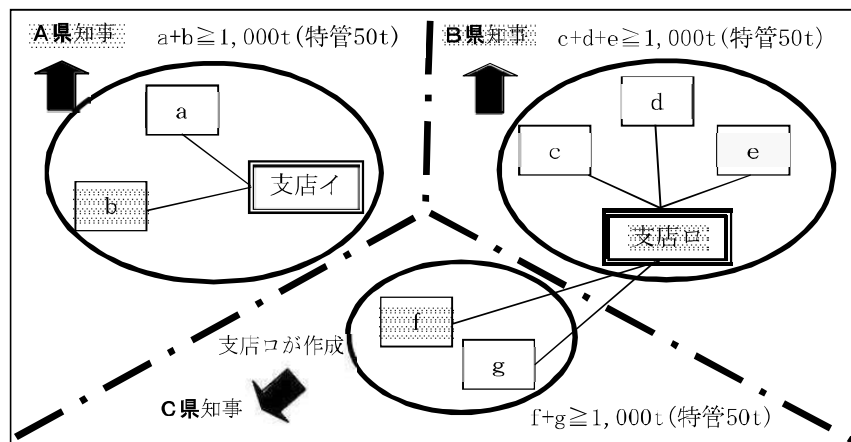 A県知事 a+b≧1,000t(特管50t)
B県知事 c+d+e≧1,000t(特管50t)
a
b
支店イ
d
c
e
支店ロ
f
g
支店ロが作成
C県知事
f+g≧1,000t(特管50t)